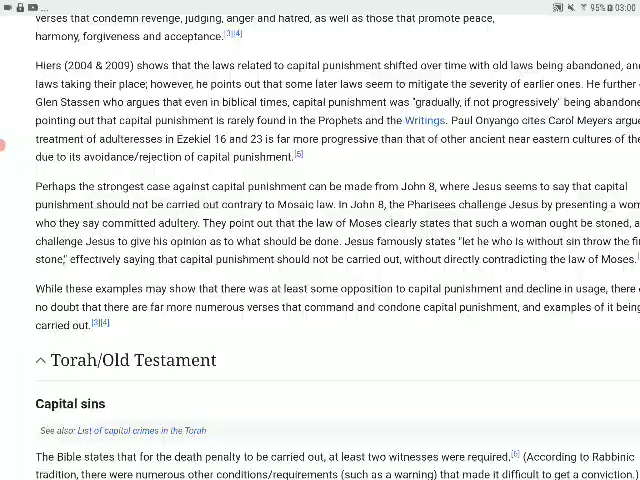 95% 03:00
verses that condemn revenge, judging, anger and hatred, as well as those that promote peace,
harmony, forgiveness and acceptance.[3][4]
Hiers (2004 & 2009) shows that the laws related to capital punishment shifted over time with old laws being abandoned, and
laws taking their place; however, he points out that some later laws seem to mitigate the severity of earlier ones. He further
Glen Stassen who argues that even in biblical times, capital punishment was "gradually, if not progressively" being
pointing out that capital punishment is rarely found in the Prophets and the Writings. Paul Onyango cites Carol Meyers
treatment of adulteresses in Ezekiel 16 and 23 is far more progressive than that of other ancient near eastern cultures of the
due to its avoidance/rejection of capital punishment.[5]
Perhaps the strongest case against capital punishment can be made from John 8, where Jesus seems to say that capital
punishment should not be carried out contrary to Mosaic law. In John 8, the Pharisees challenge Jesus by presenting a
who they say committed adultery. They point out that the law of Moses clearly states that such a woman ought be stoned,
challenge Jesus to give his opinion as to what should be done. Jesus famously states "let he who is without sin throw the
stone," effectively saying that capital punishment should not be carried out, without directly contradicting the law of Moses.
While these examples may show that there was at least some opposition to capital punishment and decline in usage, there
no doubt that there are far more numerous verses that command and condone capital punishment, and examples of it being
carried out.[3][4]
Torah/Old Testament
Capital sins
See also: List of capital crimes in the Torah
The Bible states that for the death penalty to be carried out, at least two witnesses were required.[6] (According to Rabbinic
tradition, there were numerous other conditions/requirements (such as a warning) that made it difficult to get a conviction.)